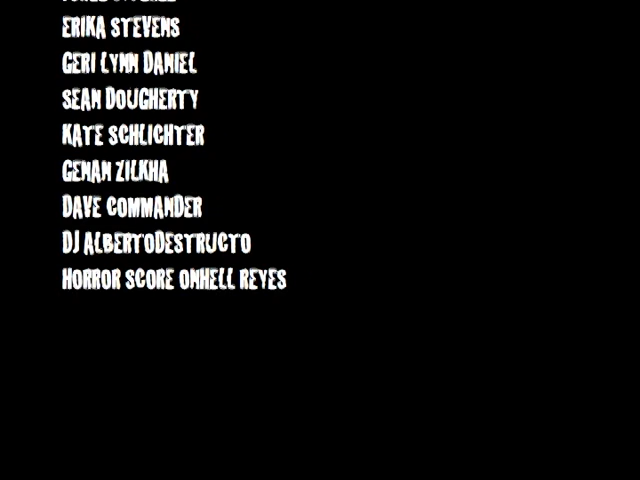 ERIKA STEVENS
GERI LYNN DANIEL
SEAN DOUGHERTY
KATE SCHLICHTER
GENAN ZILKHA
DAVE COMMANDER
DJ ALBERTODESTRUCTO
HORROR SCORE ONHELL REYES